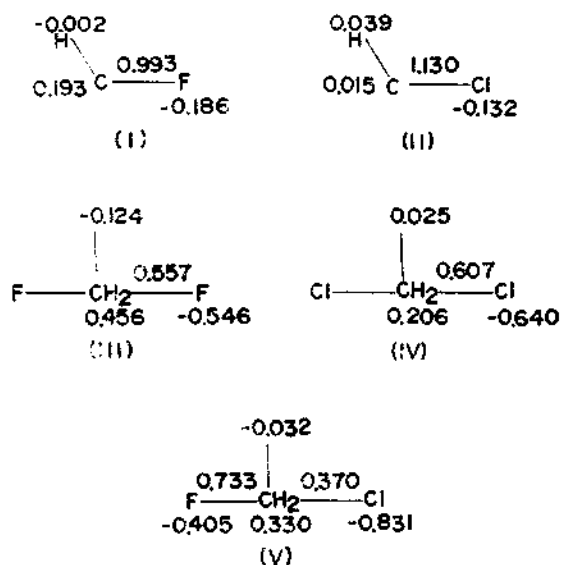 -0.002 0.039
H H
0.993 1.130
0.193 C F 0.015 C Cl
-0.186 -0.132
(I) (II)
-0.124 0.025
0.557 0.607
F CH2 F Cl CH2 Cl
0.456 -0.546 0.206 -0.640
(III) (IV)
-0.032
0.733 0.370
F CH2 Cl
-0.405 0.330 -0.831
(V)